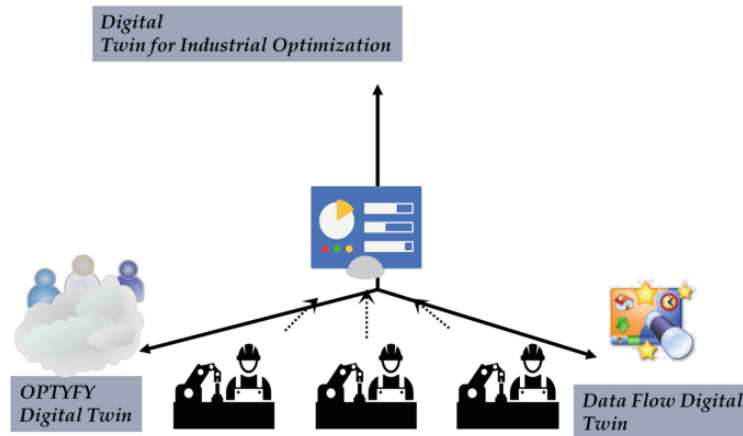 Digital
Twin for Industrial Optimization
OPTYFY
Digital Twin
Data Flow Digital
Twin